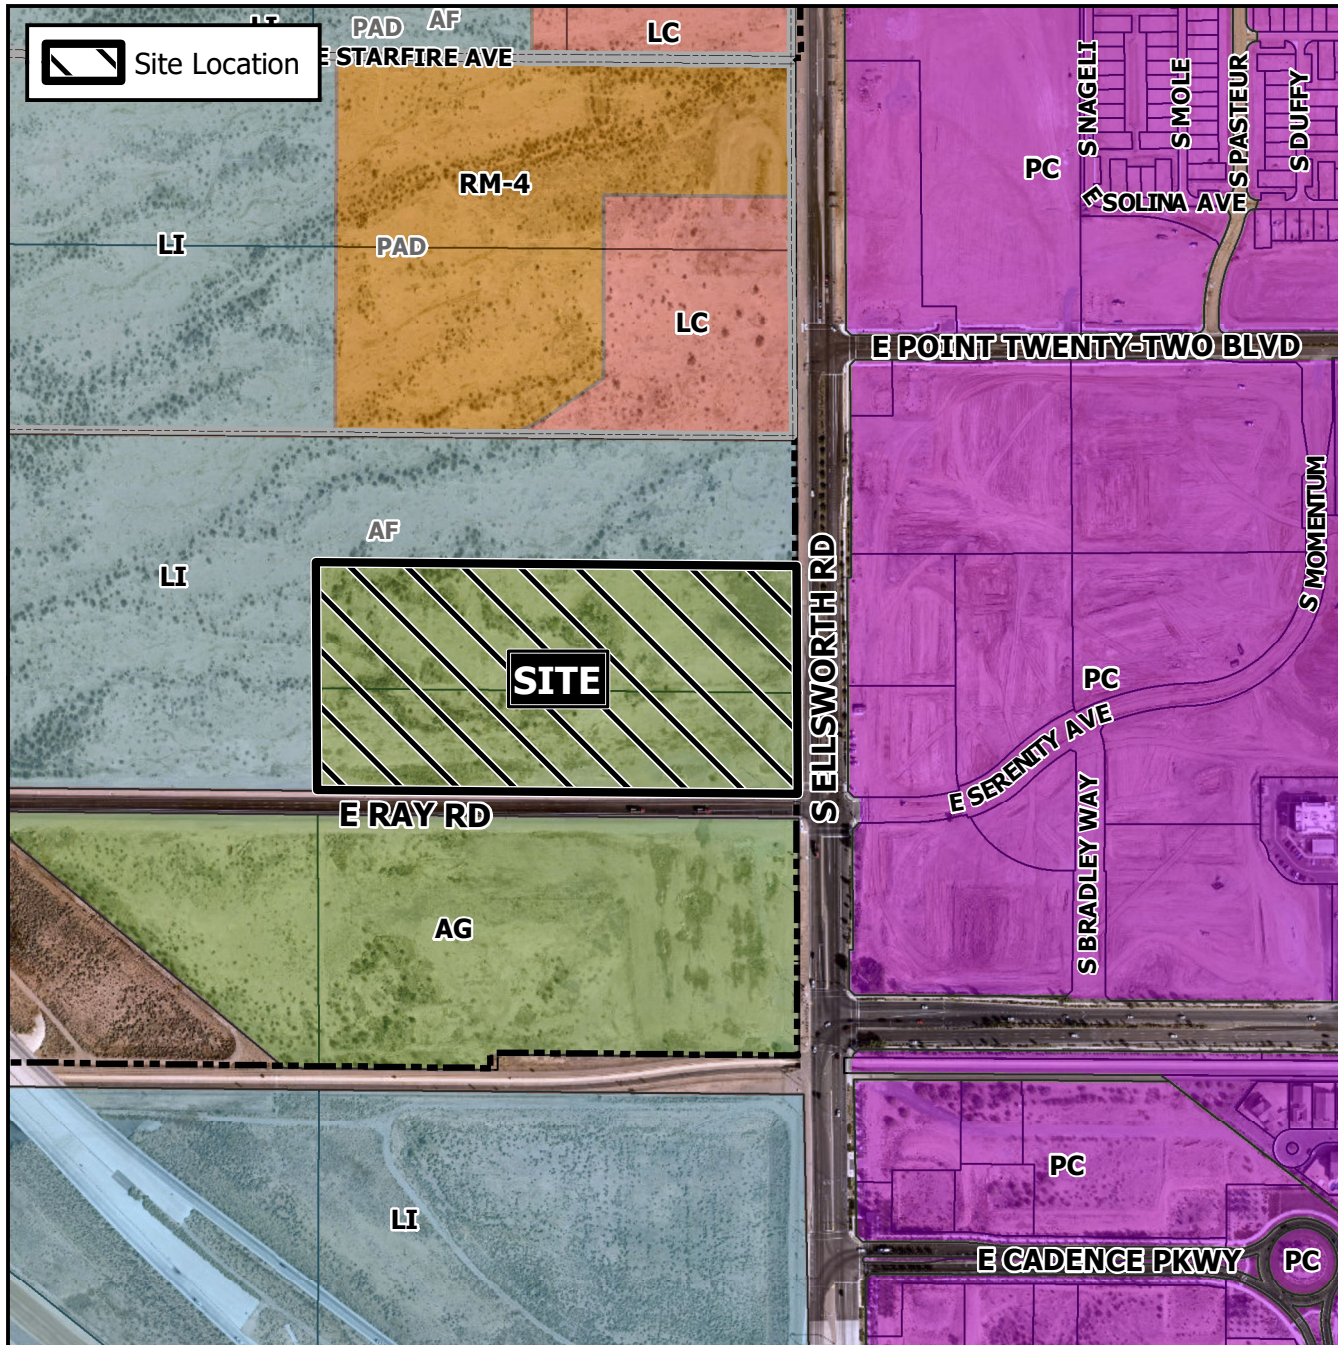 LI
PAD
AF
LC
Site Location
E STARFIRE AVE
S NAGELI
S MOLE
S PASTEUR
S DUFFY
PC
RM-4
E SOLINA AVE
LI
PAD
LC
E POINT TWENTY-TWO BLVD
AF
LI
S MOMENTUM
S ELLSWORTH RD
SITE
PC
E SERENITY AVE
E RAY RD
S BRADLEY WAY
AG
PC
LI
E CADENCE PKWY
PC